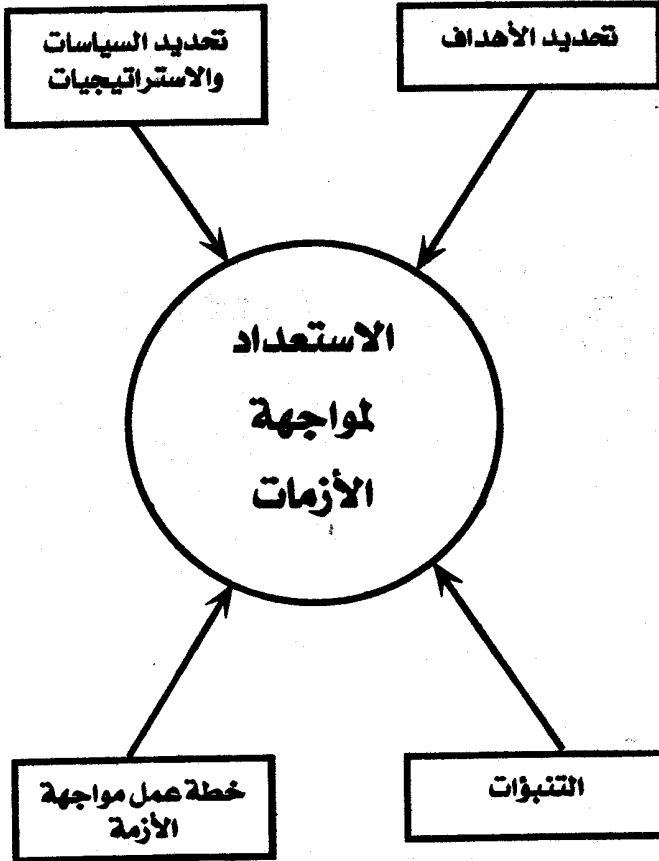 تحديد الأهداف
تحديد السياسات
والاستراتيجيات
الاستعداد
لمواجهة
الأزمات
التنبؤات
خطة عمل مواجهة
الأزمة